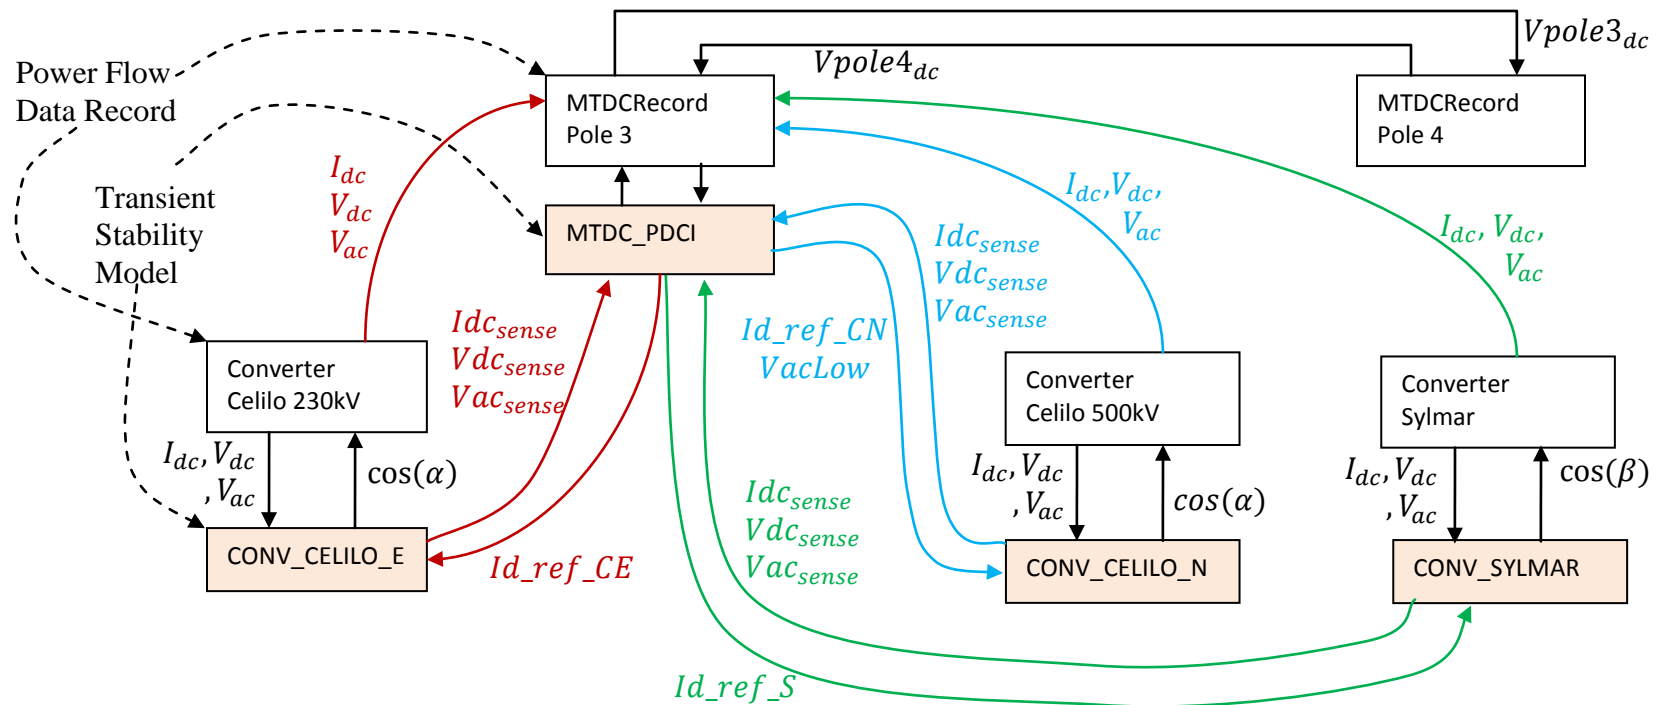 Vpole3dc
Vpole4dc
Power Flow
Data Record
MTDCRecord
Pole 3
MTDCRecord
Pole 4
Transient
Stability
Model
Idc
Vdc
Vac
MTDC_PDCI
Idc, Vdc,
Vac
Idc, Vdc,
Vac
Idcsense
Vdcsense
Vacsense
Idcsense
Vdcsense
Vacsense
Id_ref_CN
VacLow
Converter
Celilo 230kV
Converter
Celilo 500kV
Converter
Sylmar
Idc, Vdc
, Vac
cos(α)
Idc, Vdc
, Vac
cos(α)
Idc, Vdc
, Vac
cos(β)
Idcsense
Vdcsense
Vacsense
CONV_CELILO_E
Id_ref_CE
CONV_CELILO_N
CONV_SYLMAR
Id_ref_S